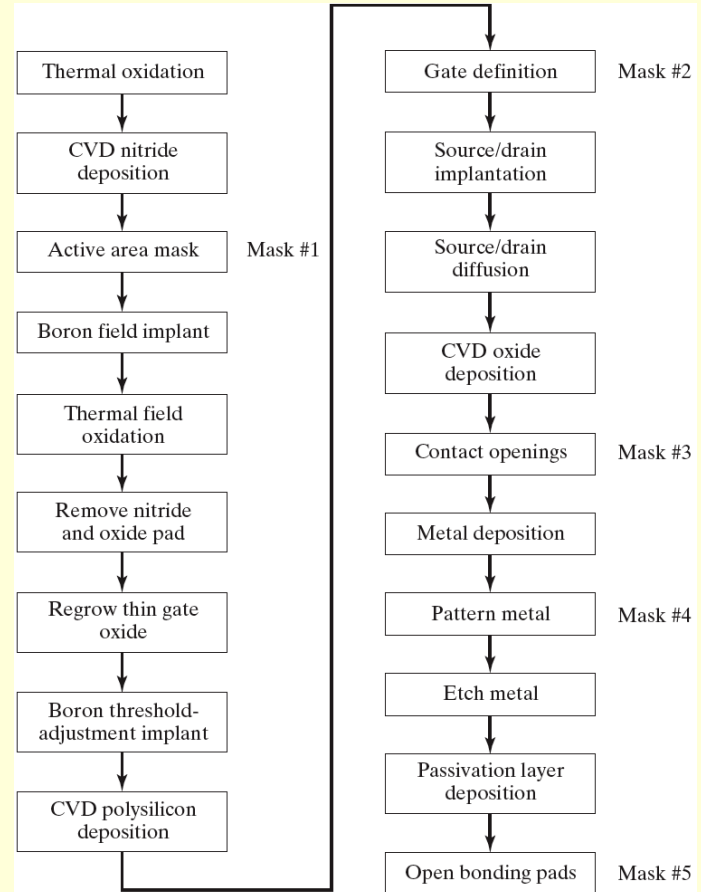 Thermal oxidation
CVD nitride
deposition
Active area mask
Mask #1
Boron field implant
Thermal field
oxidation
Remove nitride
and oxide pad
Regrow thin gate
oxide
Boron threshold-
adjustment implant
CVD polysilicon
deposition
Gate definition
Mask #2
Source/drain
implantation
Source/drain
diffusion
CVD oxide
deposition
Contact openings
Mask #3
Metal deposition
Pattern metal
Mask #4
Etch metal
Passivation layer
deposition
Open bonding pads
Mask #5